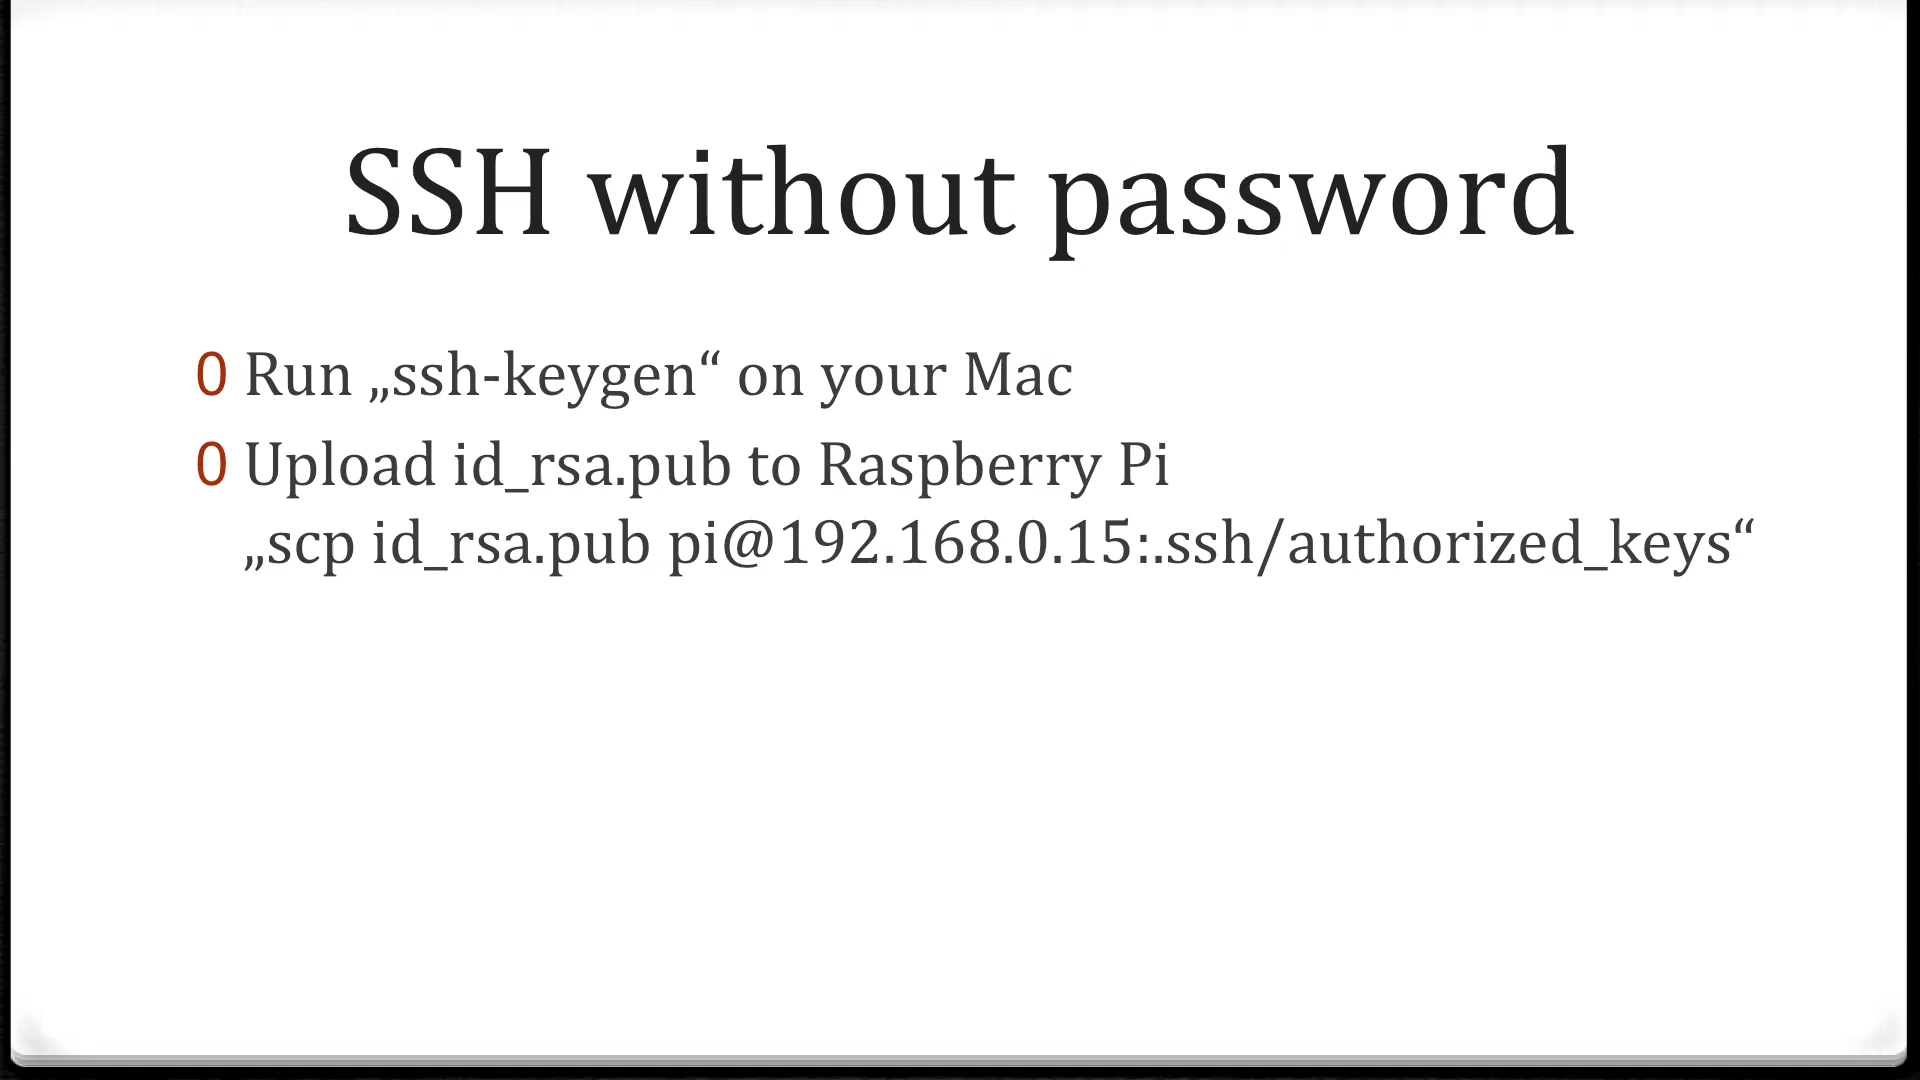 SSH without password
0 Run „ssh-keygen“ on your Mac
0 Upload id_rsa.pub to Raspberry Pi
„scp id_rsa.pub pi@192.168.0.15:.ssh/authorized_keys“